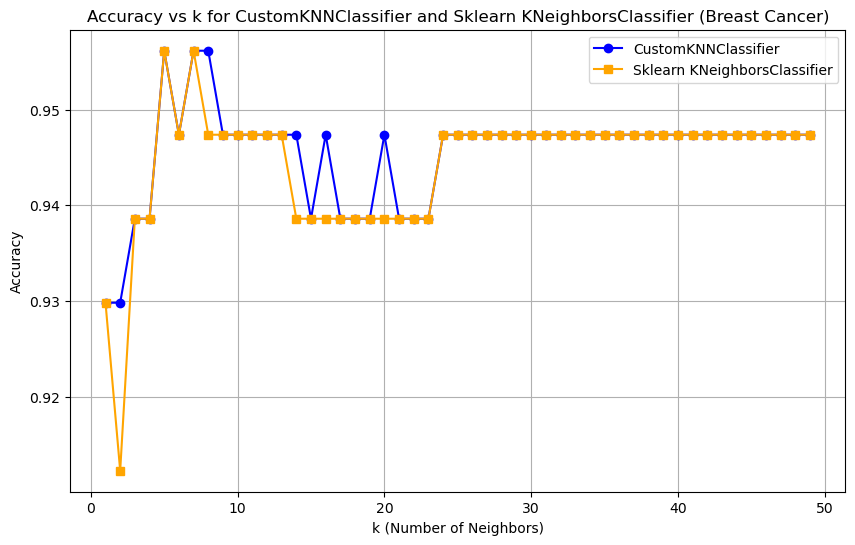 Accuracy vs k for CustomKNNClassifier and Sklearn KNeighborsClassifier (Breast Cancer)
CustomKNNClassifier
Sklearn KNeighborsClassifier
0.95
0.94
0.93
0.92
Accuracy
0 10 20 30 40 50
k (Number of Neighbors)